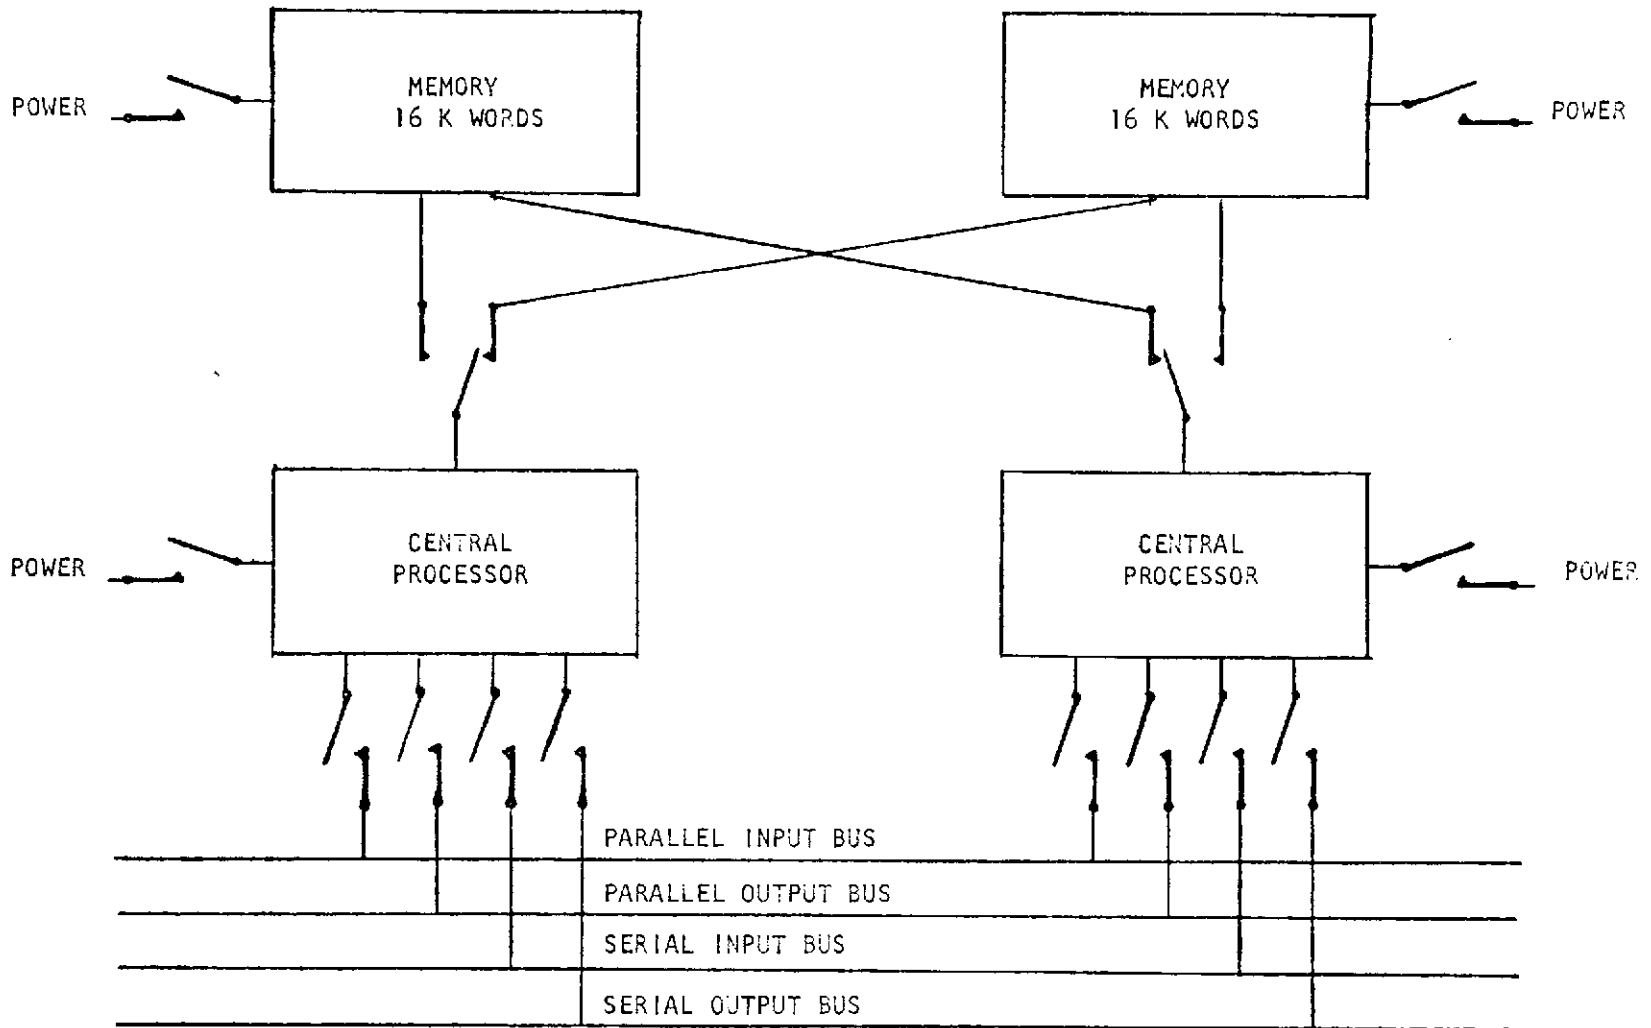 MEMORY
16 K WORDS
MEMORY
16 K WORDS
POWER
POWER
CENTRAL
PROCESSOR
CENTRAL
PROCESSOR
POWER
POWER
PARALLEL INPUT BUS
PARALLEL OUTPUT BUS
SERIAL INPUT BUS
SERIAL OUTPUT BUS